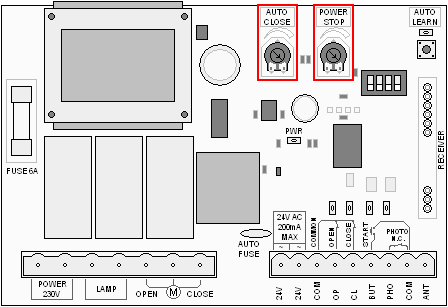 AUTO
CLOSE
POWER
STOP
AUTO
LEARN
FUSE 6A
PWR
RECEIVER
24V AC
200mA
MAX
~ ~
COMMON
OPEN
CLOSE
START
PHOTO
N.C.
AUTO
FUSE
POWER
230V
LAMP
OPEN
M
CLOSE
24V
24V
COM
OP
CL
BUT
PHO
COM
ANT